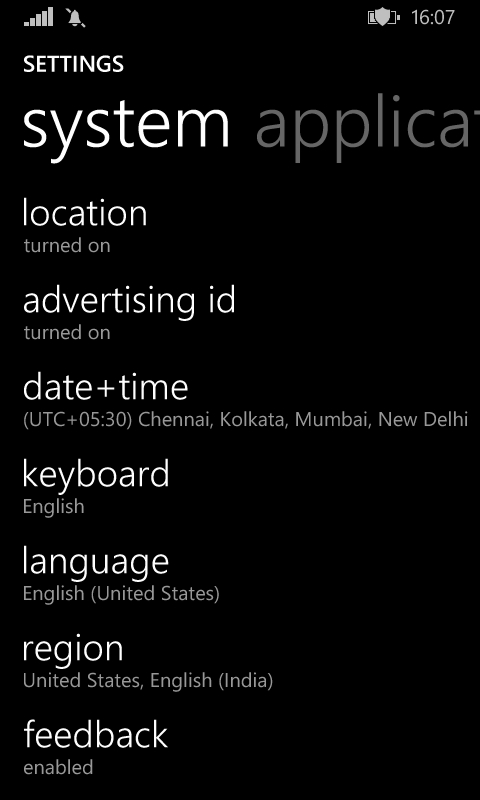 16:07
SETTINGS
system applicat
location
turned on
advertising id
turned on
date+time
(UTC+05:30) Chennai, Kolkata, Mumbai, New Delhi
keyboard
English
language
English (United States)
region
United States, English (India)
feedback
enabled